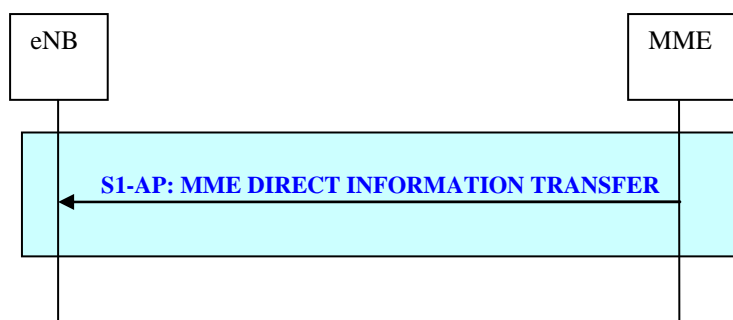 eNB
MME
S1-AP: MME DIRECT INFORMATION TRANSFER